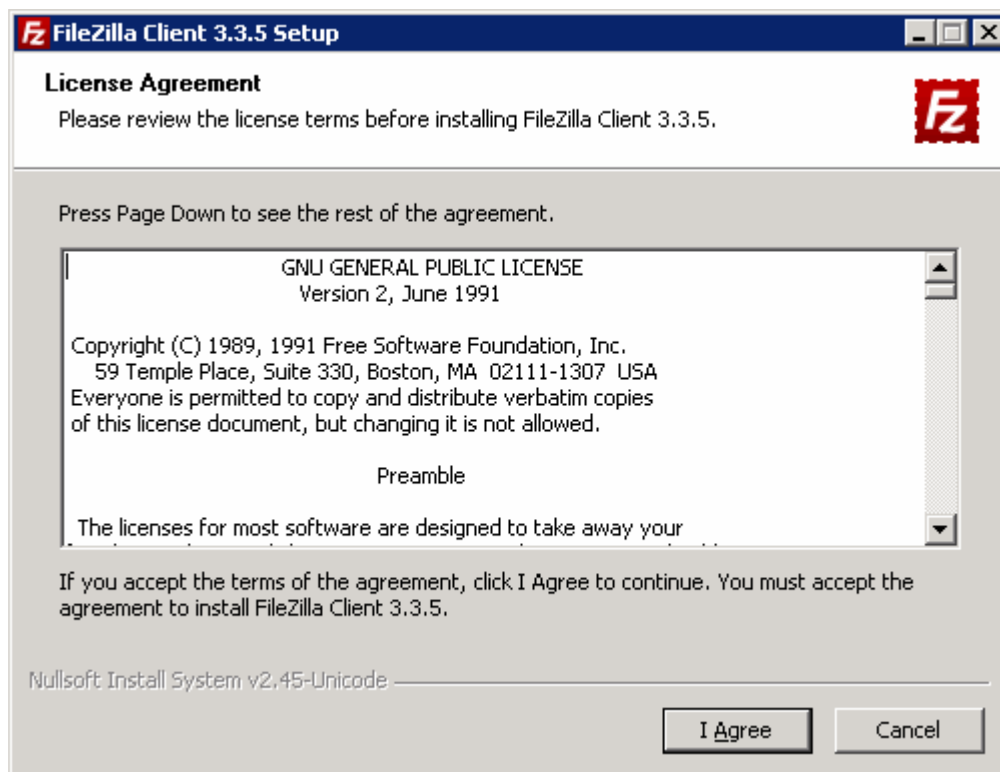 FileZilla Client 3.3.5 Setup
License Agreement
Please review the license terms before installing FileZilla Client 3.3.5.
Fz
Press Page Down to see the rest of the agreement.
GNU GENERAL PUBLIC LICENSE
Version 2, June 1991
Copyright (C) 1989, 1991 Free Software Foundation, Inc.
59 Temple Place, Suite 330, Boston, MA  02111-1307  USA
Everyone is permitted to copy and distribute verbatim copies
of this license document, but changing it is not allowed.
Preamble
The licenses for most software are designed to take away your
If you accept the terms of the agreement, click I Agree to continue. You must accept the
agreement to install FileZilla Client 3.3.5.
Nullsoft Install System v2.45-Unicode
I Agree
Cancel